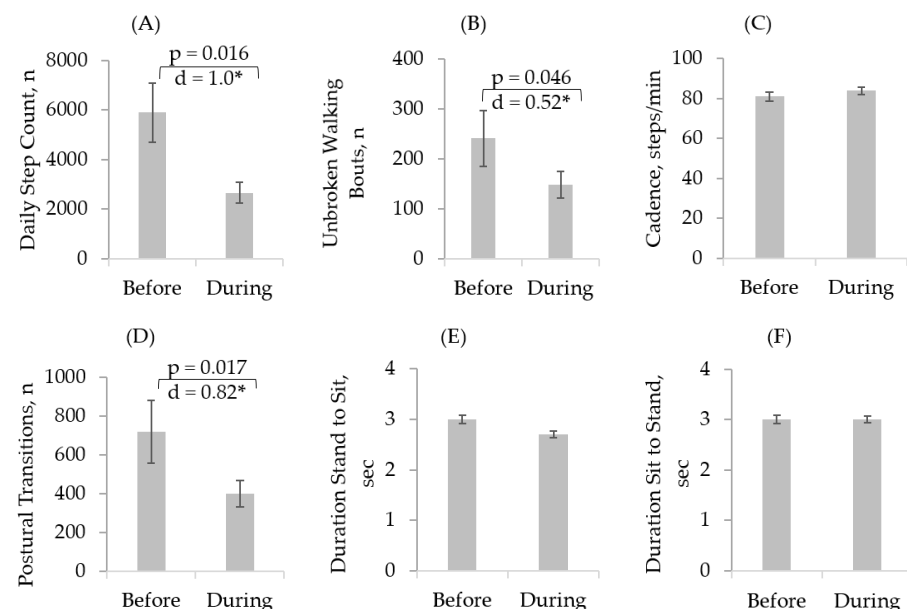 (A)
Daily Step Count, n
8000
6000
4000
2000
0
p = 0.016
d = 1.0*
Before During
(B)
Unbroken Walking
Bouts, n
400
300
200
100
0
p = 0.046
d = 0.52*
Before During
(C)
Cadence, steps/min
100
80
60
40
20
0
Before During
(D)
Postural Transitions, n
1000
800
600
400
200
0
p = 0.017
d = 0.82*
Before During
(E)
Duration Stand to Sit,
sec
4
3
2
1
0
Before During
(F)
Duration Sit to Stand,
sec
4
3
2
1
0
Before During